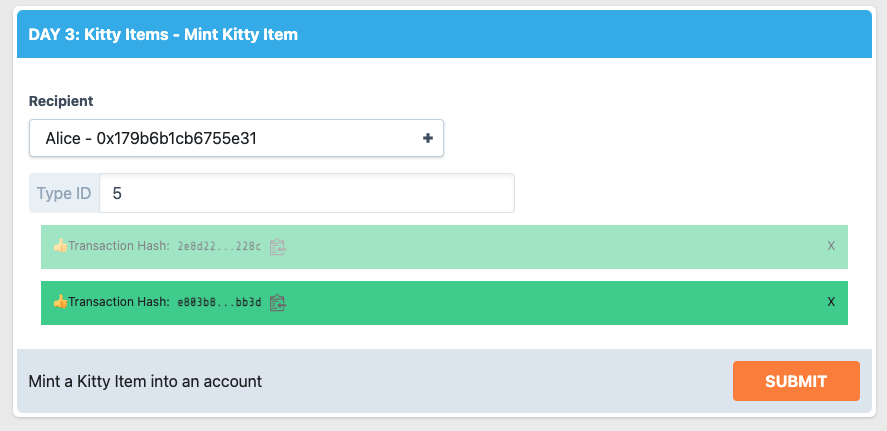 DAY 3: Kitty Items - Mint Kitty Item
Recipient
Alice - 0x179b6b1cb6755e31 +
Type ID 5
Transaction Hash: 2e8d22...228c X
Transaction Hash: e803b8...bb3d X
Mint a Kitty Item into an account SUBMIT